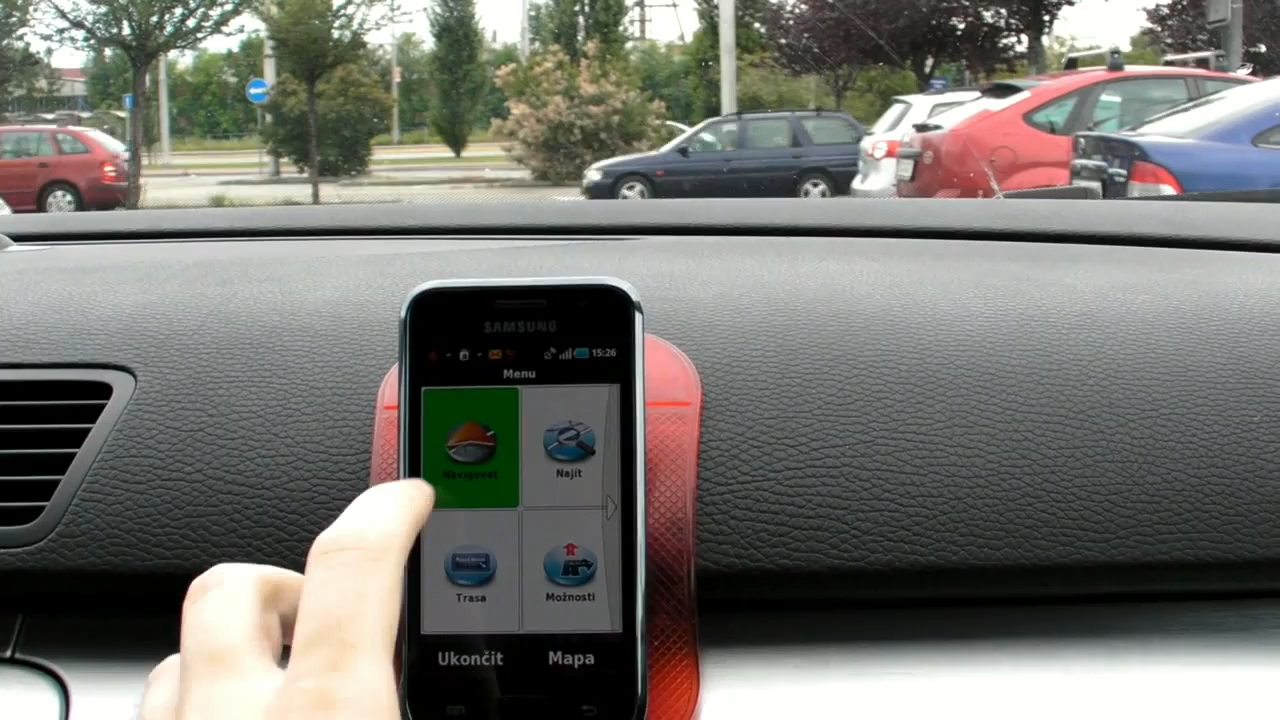 SAMSUNG
15:26
Menu
Navigovat
Najít
Trasa
Možnosti
Ukončit
Mapa